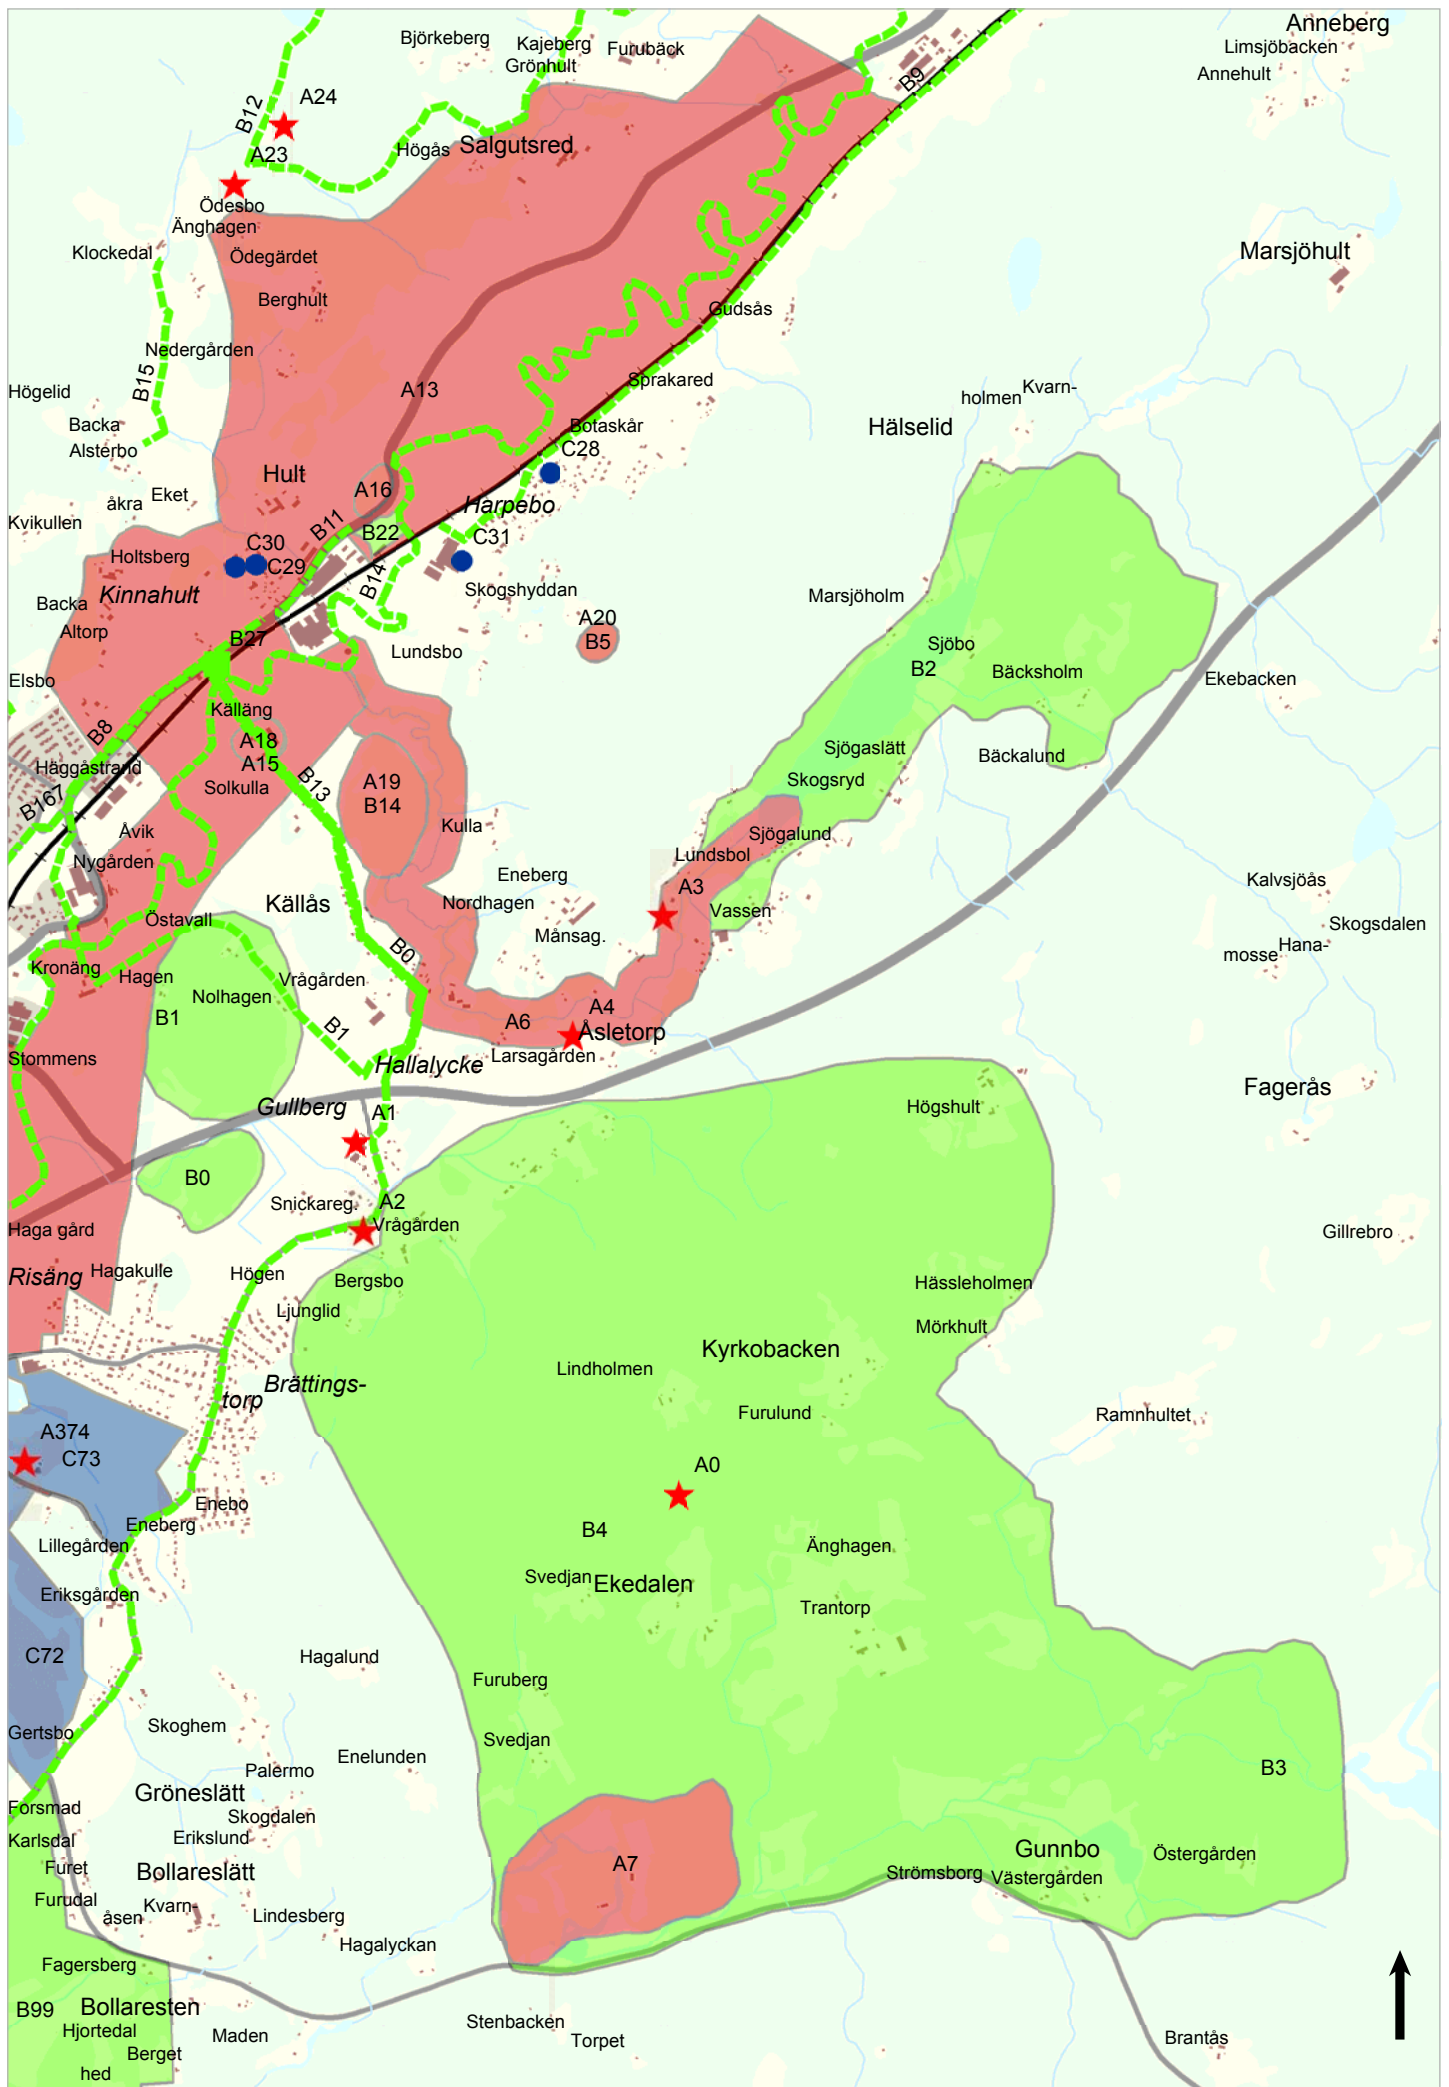 Anneberg
Limsjöbacken
Annehult
Björkeberg
Kajeberg
Grönhult
Furubäck
B9
B12
A24
A23
Högås
Salgutsred
Ödesbo
Änghagen
Klockedal
Ödegärdet
Berghult
Marsjöhult
Gudsås
Nedergården
B15
Högelid
A13
Sprakared
Kvarn-
holmen
Backa
Alsterbo
Botaskår
C28
Hälselid
Hult
A16
Harpebo
Eket
åkra
Kvikullen
B11
B22
C31
C30
C29
Holtsberg
B14
Kinnahult
Skogshyddan
Marsjöholm
Backa
Altorp
A20
B5
B27
Lundsbo
Sjöbo
B2
Bäcksholm
Elsbo
Ekebacken
Källäng
B8
A18
A15
Sjögaslätt
Bäckalund
Häggåstrand
Solkulla
B13
A19
B14
Skogsryd
B167
Åvik
Kulla
Sjögalund
Nygården
Lundsbol
Eneberg
A3
Kalvsjöås
Källås
Nordhagen
Vassen
Östavall
Månsag.
Skogsdalen
Hana-
mosse
B0
Kronäng
Hagen
Vrågården
Nolhagen
B1
B1
A4
A6
Åsletorp
Stommens
Hallalycke
Larsagården
Fagerås
Gullberg
A1
Högshult
B0
Snickareg.
A2
Vrågården
Haga gård
Gillrebro
Risäng
Hagakulle
Högen
Bergsbo
Hässleholmen
Ljunglid
Mörkhult
Kyrkobacken
Lindholmen
Brättings-
torp
Furulund
Ramnhultet
A374
C73
A0
Enebo
Eneberg
B4
Lillegården
Änghagen
Svedjan
Ekedalen
Eriksgården
Trantorp
C72
Hagalund
Furuberg
Gertsbo
Skoghem
Svedjan
Enelunden
Palermo
B3
Gröneslätt
Forsmad
Skogdalen
Karlsdal
Erikslund
Gunnbo
Östergården
Furet
Bollareslätt
A7
Strömsborg
Västergården
Furudal
Kvarn-
åsen
Lindesberg
Hagalyckan
Fagersberg
B99
Bollaresten
Hjortedal
Maden
Stenbacken
Torpet
Brantås
Berget
hed